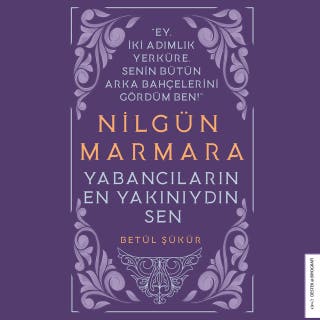 "EY,
İKİ ADIMLIK
YERKÜRE,
SENİN BÜTÜN
ARKA BAHÇELERİNİ
GÖRDÜM BEN!"
NİLGÜN
MARMARA
YABANCILARIN
EN YAKINIYDIN
SEN
BETÜL ŞÜKÜR